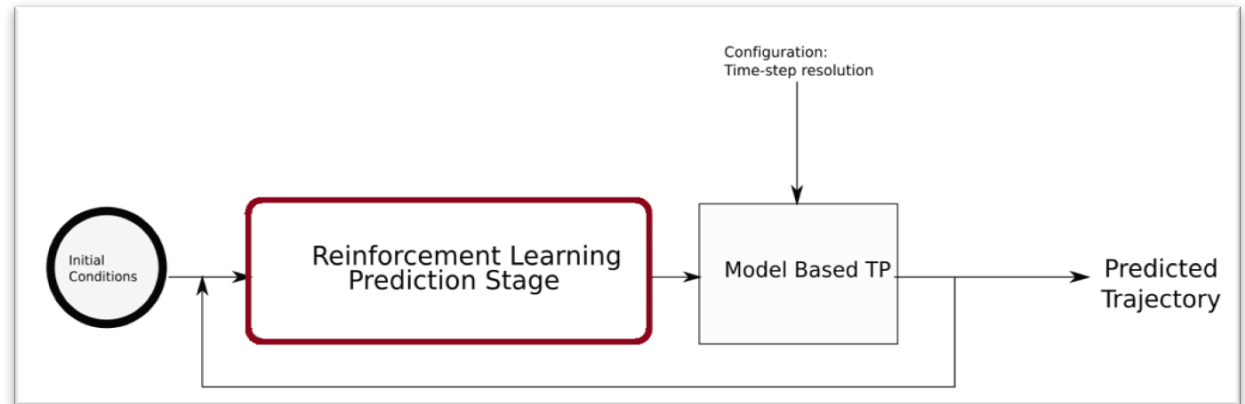 Configuration:
Time-step resolution
Initial
Conditions
Reinforcement Learning
Prediction Stage
Model Based TP
Predicted
Trajectory